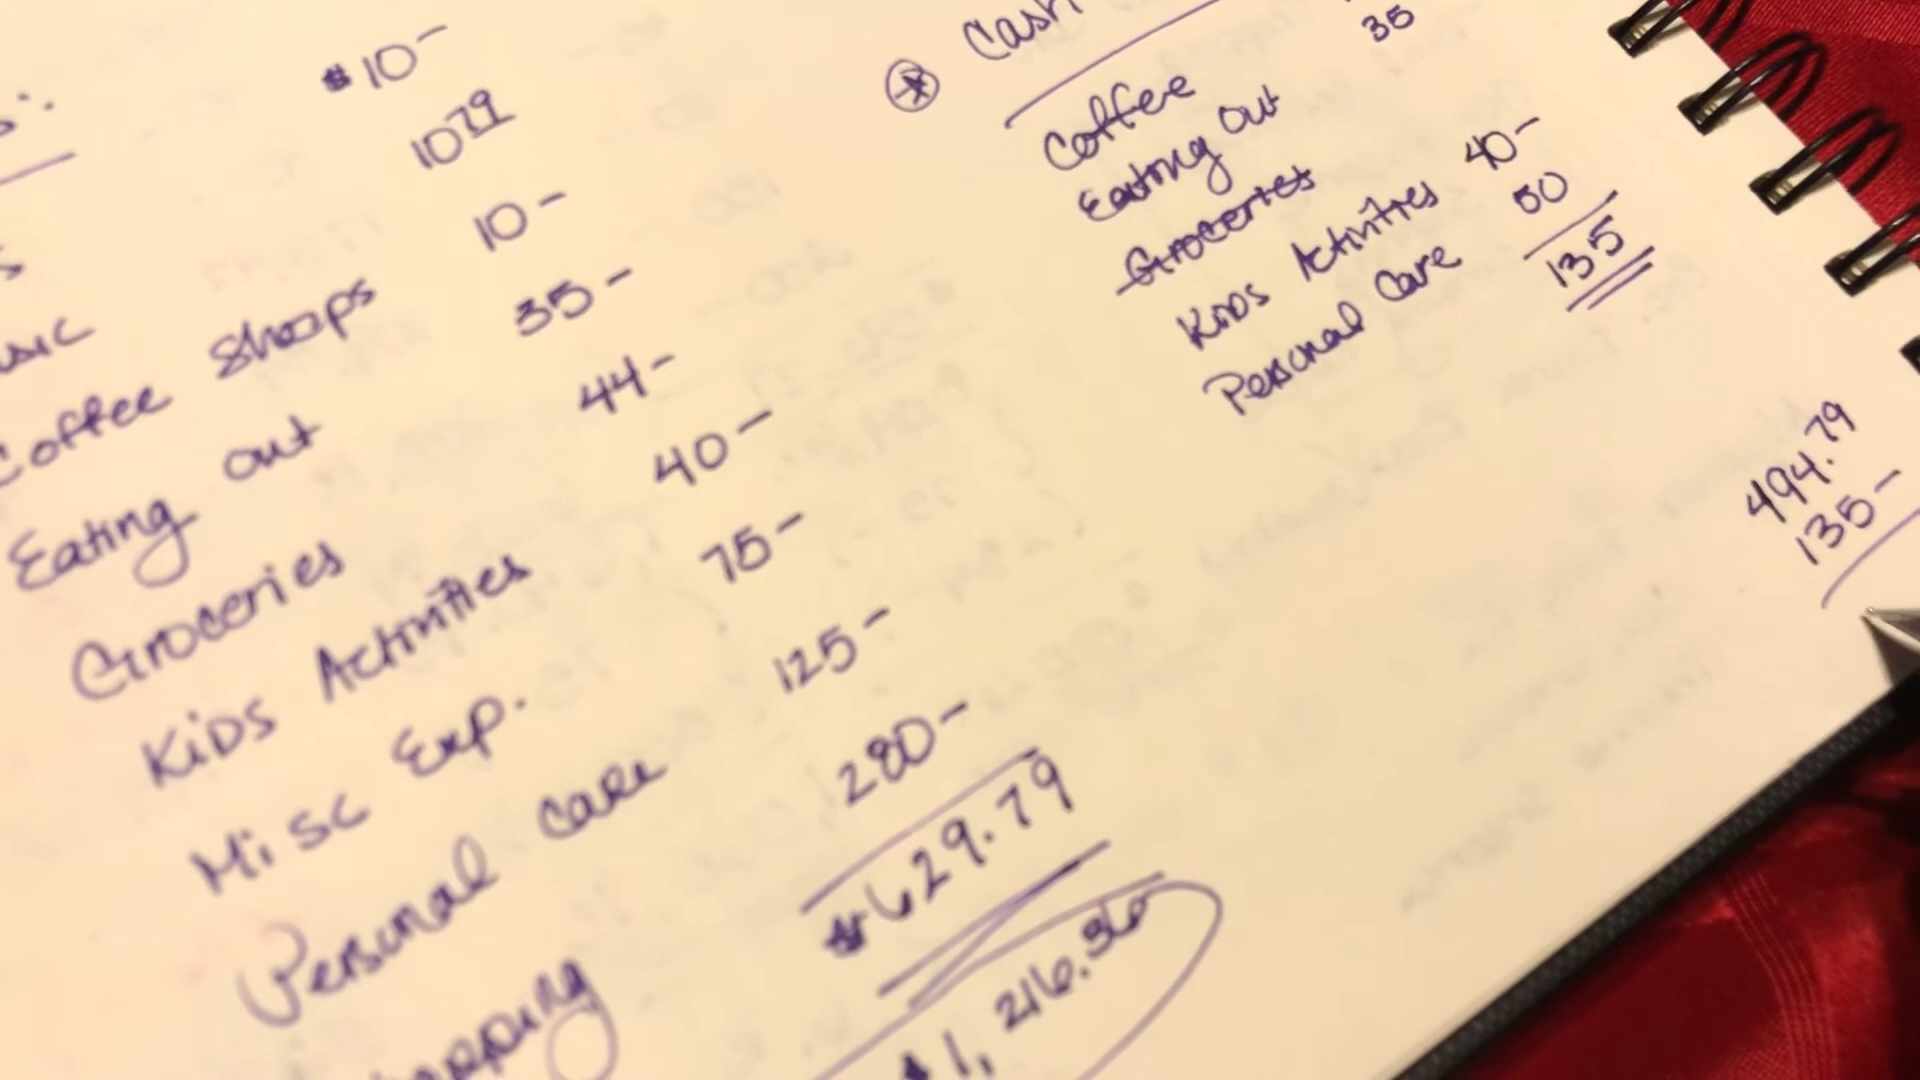 $10-
1079
Coffee Shops 10-
Eating out 35-
Groceries 44-
Kids Activities 40-
Misc Exp. 75-
Personal Care 125-
280-
$629.79
$1,216.36
Cash
Coffee
Eating out 35
Groceries
Kids Activities 40-
Personal Care 50
135
494.79
135-